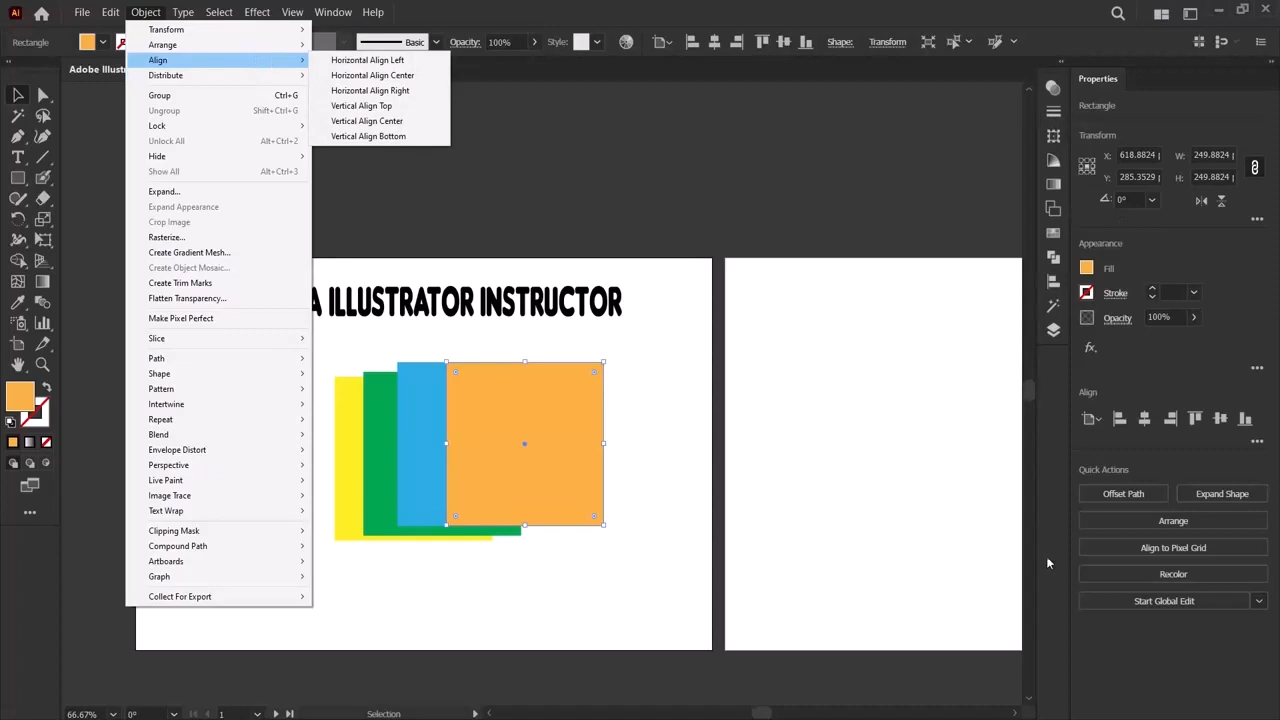 Ai File Edit Object Type Select Effect View Window Help
Rectangle Basic Opacity: 100% Style: Shape: Transform
Adobe Illustr
Transform
Arrange
Align
Distribute
Group Ctrl+G
Ungroup Shift+Ctrl+G
Lock
Unlock All Alt+Ctrl+2
Hide
Show All Alt+Ctrl+3
Expand...
Expand Appearance
Crop Image
Rasterize...
Create Gradient Mesh...
Create Object Mosaic...
Create Trim Marks
Flatten Transparency...
Make Pixel Perfect
Slice
Path
Shape
Pattern
Intertwine
Repeat
Blend
Envelope Distort
Perspective
Live Paint
Image Trace
Text Wrap
Clipping Mask
Compound Path
Artboards
Graph
Collect For Export
Horizontal Align Left
Horizontal Align Center
Horizontal Align Right
Vertical Align Top
Vertical Align Center
Vertical Align Bottom
A ILLUSTRATOR INSTRUCTOR
Properties
Rectangle
Transform
X: 618.8824 W: 249.8824
Y: 285.3529 H: 249.8824
0°
Appearance
Fill
Stroke
Opacity 100%
fx.
Align
Quick Actions
Offset Path Expand Shape
Arrange
Align to Pixel Grid
Recolor
Start Global Edit
66.67% 0° 1 Selection